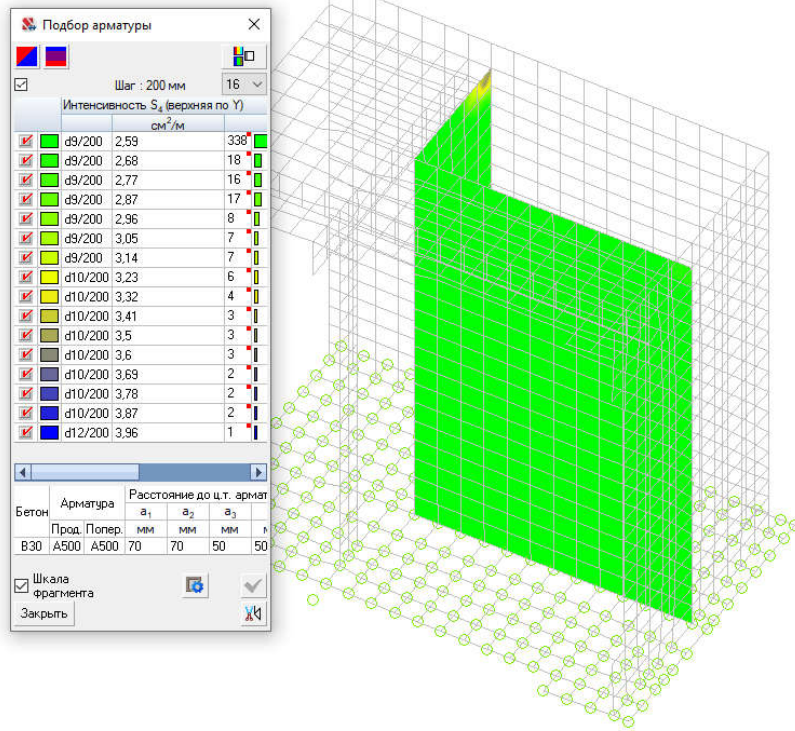 Подбор арматуры
Шаг : 200 мм 16
Интенсивность S4 (верхняя по Y)
см2/м
d9/200 2,59 338
d9/200 2,68 18
d9/200 2,77 16
d9/200 2,87 17
d9/200 2,96 8
d9/200 3,05 7
d9/200 3,14 7
d10/200 3,23 6
d10/200 3,32 4
d10/200 3,41 3
d10/200 3,5 3
d10/200 3,6 3
d10/200 3,69 2
d10/200 3,78 2
d10/200 3,87 2
d12/200 3,96 1
Бетон Арматура Расстояние до ц.т. армат
a1 a2 a3
Прод. Попер. мм мм мм
B30 A500 A500 70 70 50 50
Шкала
фрагмента
Закрыть